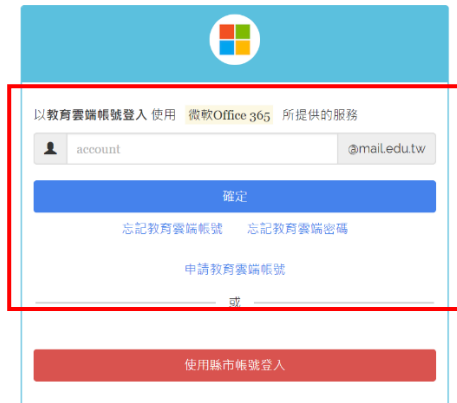 以教育雲端帳號登入 使用 微軟Office 365 所提供的服務
account @mail.edu.tw
確定
忘記教育雲端帳號 忘記教育雲端密碼
申請教育雲端帳號
或
使用縣市帳號登入